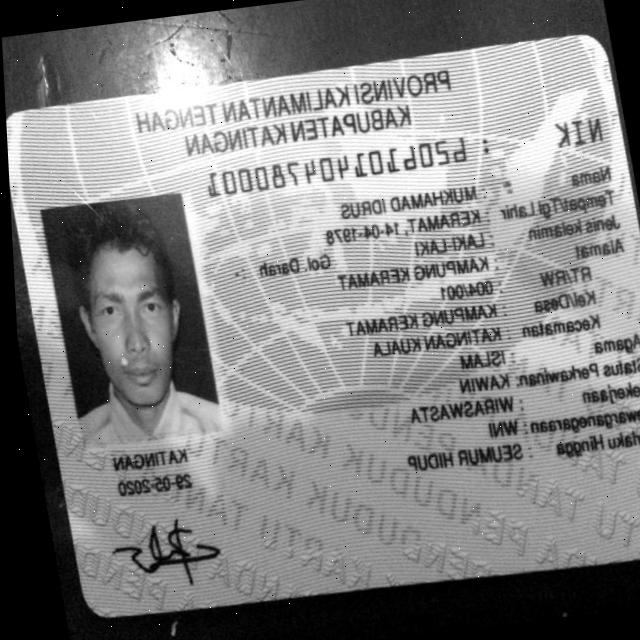 PROVINSI KALIMANTAN TENGAH
KABUPATEN KATINGAN
NIK : 6206101404780001
Nama : MUKHAMAD IDRUS
Tempat/Tgl Lahir : KERAMAT, 14-04-1978
Jenis kelamin : LAKI-LAKI Gol. Darah : -
Alamat : KAMPUNG KERAMAT
RT/RW : 004/001
Kel/Desa : KAMPUNG KERAMAT
Kecamatan : KATINGAN KUALA
Agama : ISLAM
Status Perkawinan: KAWIN
Pekerjaan : WIRASWASTA
Kewarganegaraan: WNI
Berlaku Hingga : SEUMUR HIDUP
KATINGAN
29-05-2020